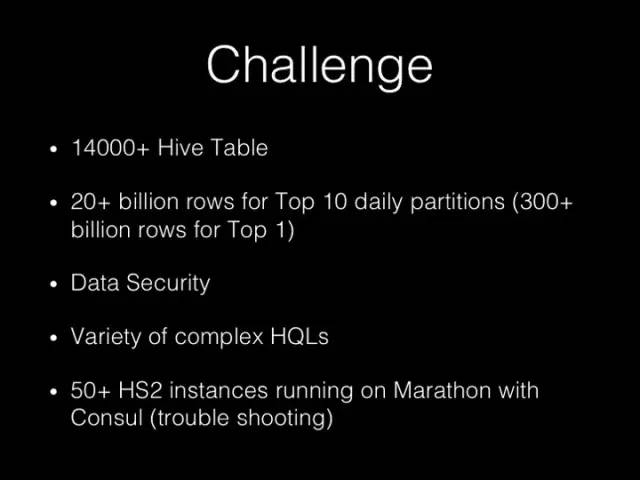 Challenge
• 14000+ Hive Table
• 20+ billion rows for Top 10 daily partitions (300+
billion rows for Top 1)
• Data Security
• Variety of complex HQLs
• 50+ HS2 instances running on Marathon with
Consul (trouble shooting)